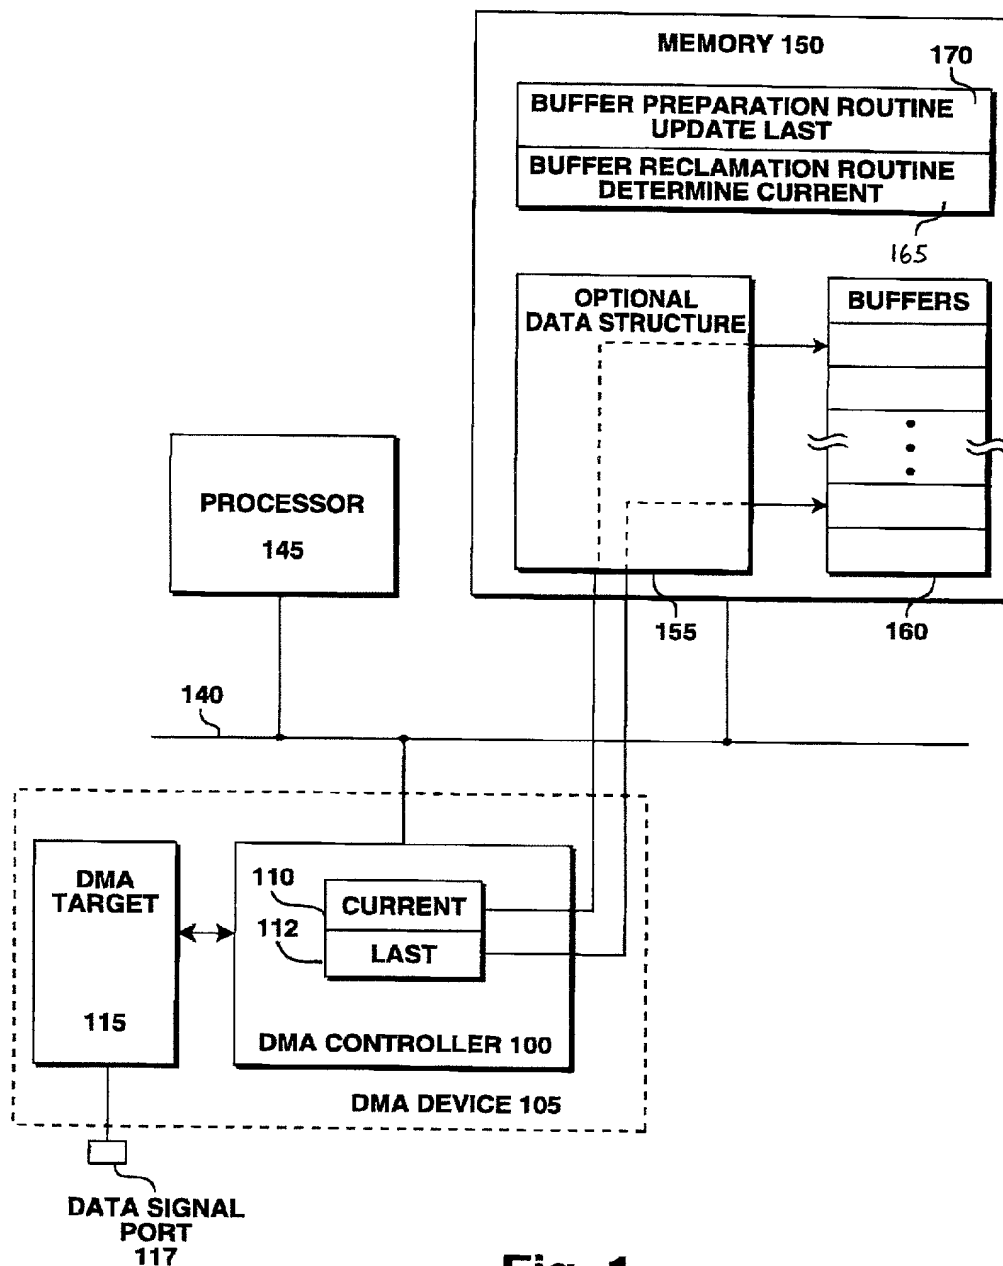 MEMORY 150
170
BUFFER PREPARATION ROUTINE
UPDATE LAST
BUFFER RECLAMATION ROUTINE
DETERMINE CURRENT
165
OPTIONAL
DATA STRUCTURE
BUFFERS
PROCESSOR
145
155
160
140
DMA
TARGET
115
110
CURRENT
112
LAST
DMA CONTROLLER 100
DMA DEVICE 105
DATA SIGNAL
PORT
117
Fig. 1